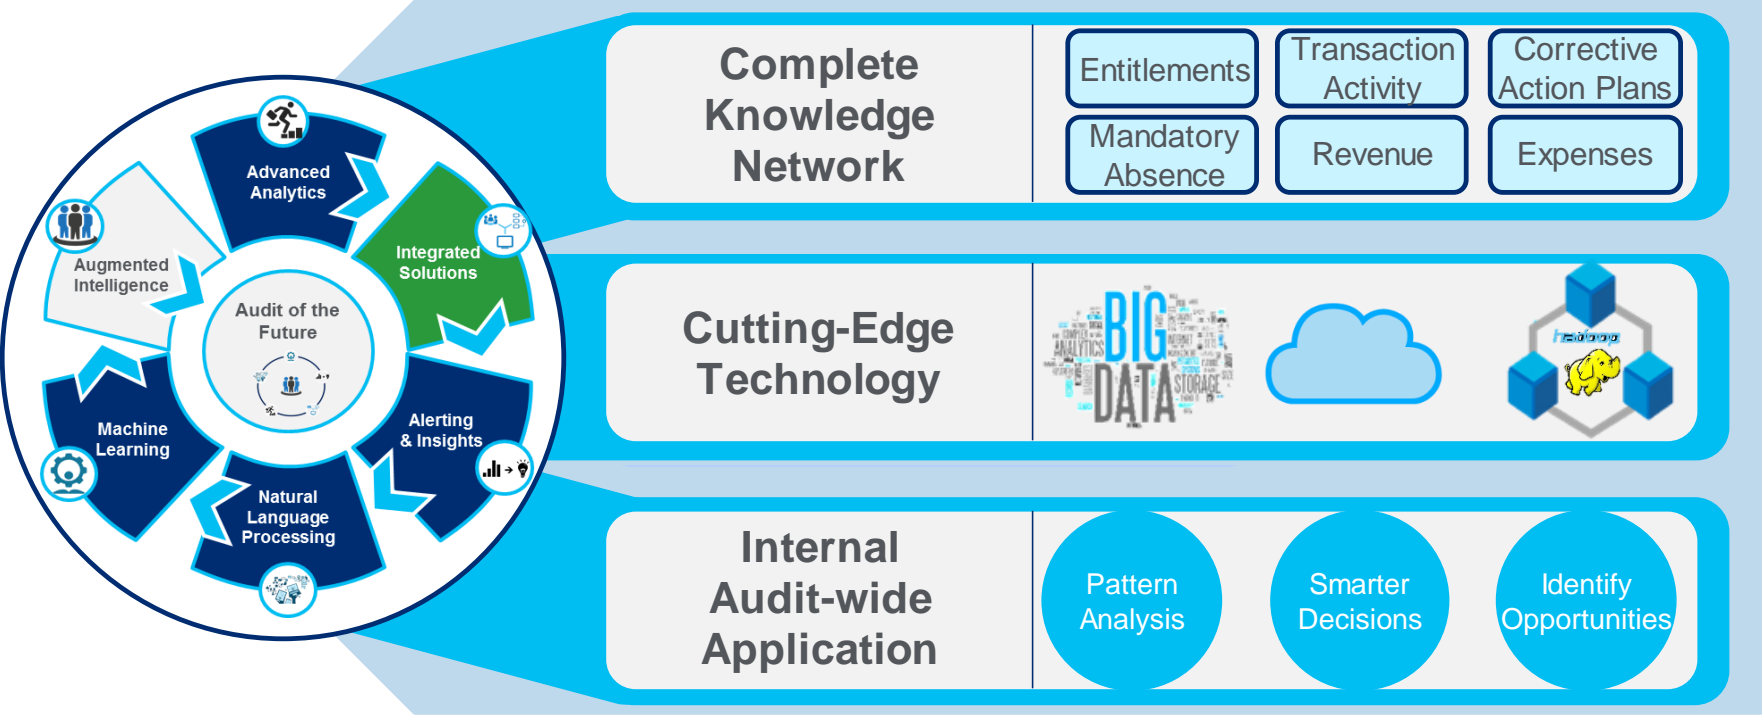 Advanced
Analytics
Integrated
Solutions
Alerting
& Insights
Natural
Language
Processing
Machine
Learning
Augmented
Intelligence
Audit of the
Future
Complete
Knowledge
Network
Entitlements
Transaction
Activity
Corrective
Action Plans
Mandatory
Absence
Revenue
Expenses
Cutting-Edge
Technology
BIG
DATA
ANALYTICS
STORAGE
hadoop
Internal
Audit-wide
Application
Pattern
Analysis
Smarter
Decisions
Identify
Opportunities